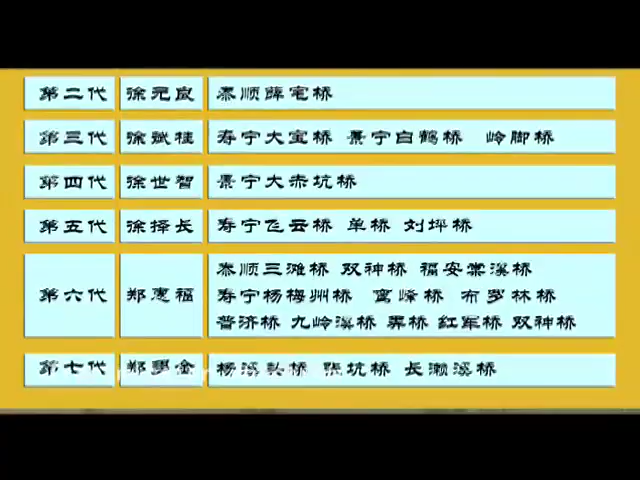 第二代 徐元良 泰顺薛宅桥
第三代 徐斌桂 寿宁大宝桥 景宁白鹤桥 岭脚桥
第四代 徐世智 景宁大赤坑桥
第五代 徐择长 寿宁飞云桥 单桥 刘坪桥
泰顺三滩桥 双神桥 福安棠溪桥
第六代 郑惠福 寿宁杨梅州桥 鸾峰桥 布罗林桥
普济桥 九岭溪桥 界桥 红军桥 双神桥
第七代 郑多金 杨溪头桥 张坑桥 长濑溪桥